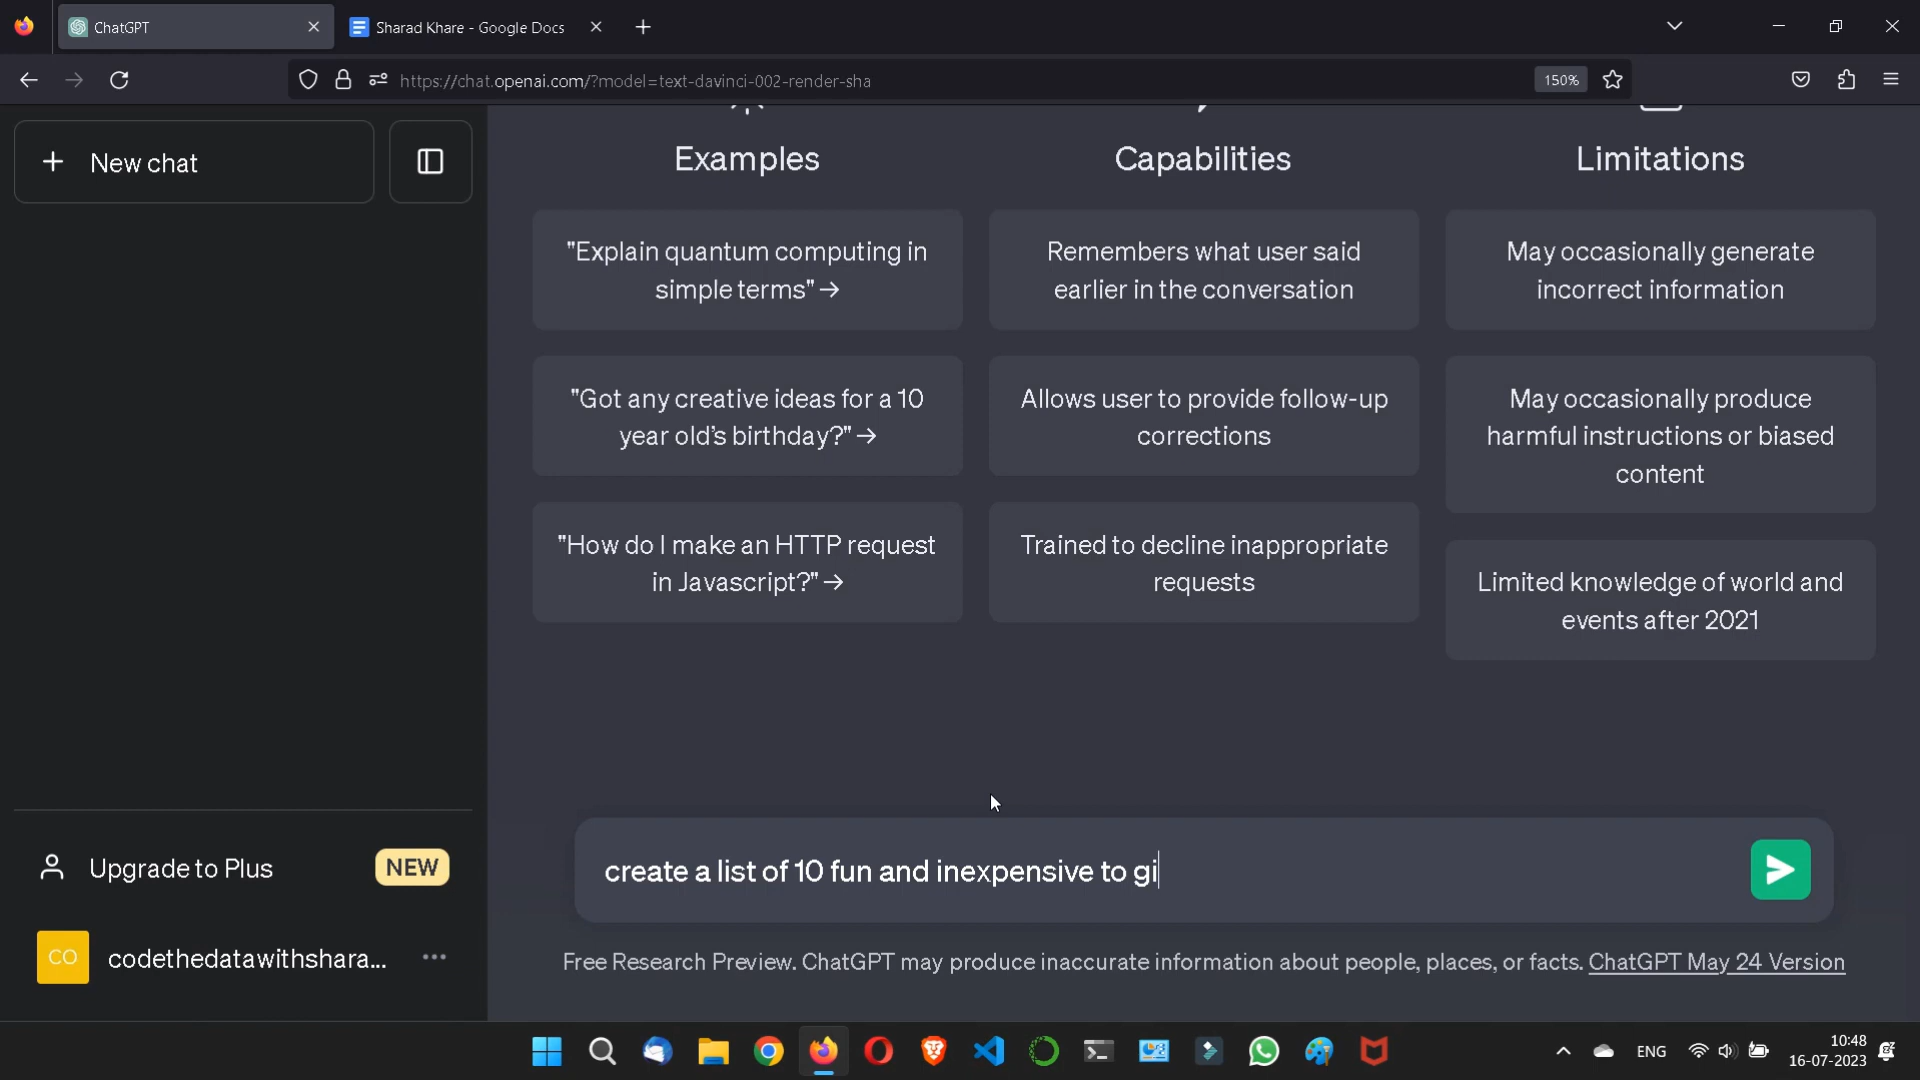 ChatGPT
Sharad Khare - Google Docs
https://chat.openai.com/?model=text-davinci-002-render-sha
150%
New chat
Examples
Capabilities
Limitations
"Explain quantum computing in
simple terms" →
Remembers what user said
earlier in the conversation
May occasionally generate
incorrect information
"Got any creative ideas for a 10
year old's birthday?" →
Allows user to provide follow-up
corrections
May occasionally produce
harmful instructions or biased
content
"How do I make an HTTP request
in Javascript?" →
Trained to decline inappropriate
requests
Limited knowledge of world and
events after 2021
create a list of 10 fun and inexpensive to gi
Upgrade to Plus
NEW
CO
codethedatawithshara...
Free Research Preview. ChatGPT may produce inaccurate information about people, places, or facts. ChatGPT May 24 Version
ENG
10:48
16-07-2023